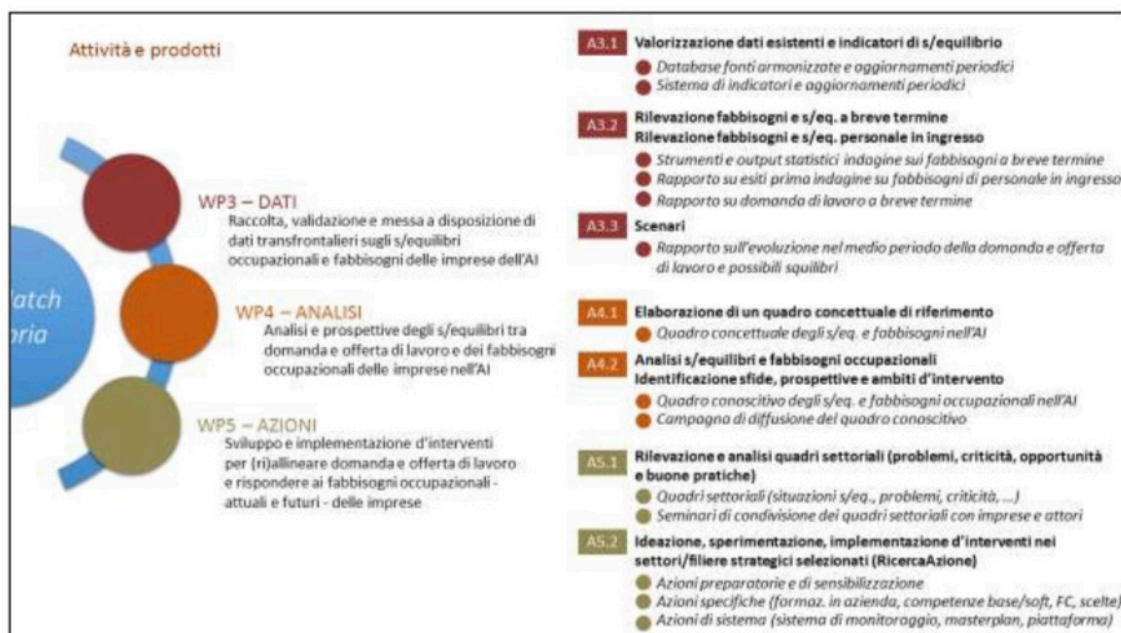 Attività e prodotti
atch
oria
WP3 – DATI
Raccolta, validazione e messa a disposizione di
dati transfrontalieri sugli s/equilibri
occupazionali e fabbisogni delle imprese dell'AI
WP4 – ANALISI
Analisi e prospettive degli s/equilibri tra
domanda e offerta di lavoro e dei fabbisogni
occupazionali delle imprese nell'AI
WP5 – AZIONI
Sviluppo e implementazione d'interventi
per (ri)allineare domanda e offerta di lavoro
e rispondere ai fabbisogni occupazionali -
attuali e futuri - delle imprese
A3.1 Valorizzazione dati esistenti e indicatori di s/equilibrio
Database fonti armonizzate e aggiornamenti periodici
Sistema di indicatori e aggiornamenti periodici
A3.2 Rilevazione fabbisogni e s/eq. a breve termine
Rilevazione fabbisogni e s/eq. personale in ingresso
Strumenti e output statistici indagine sui fabbisogni a breve termine
Rapporto su esiti prima indagine su fabbisogni di personale in ingresso
Rapporto su domanda di lavoro a breve termine
A3.3 Scenari
Rapporto sull'evoluzione nel medio periodo della domanda e offerta
di lavoro e possibili squilibri
A4.1 Elaborazione di un quadro concettuale di riferimento
Quadro concettuale degli s/eq. e fabbisogni nell'AI
A4.2 Analisi s/equilibri e fabbisogni occupazionali
Identificazione sfide, prospettive e ambiti d'intervento
Quadro conoscitivo degli s/eq. e fabbisogni occupazionali nell'AI
Campagna di diffusione del quadro conoscitivo
A5.1 Rilevazione e analisi quadri settoriali (problemi, criticità, opportunità
e buone pratiche)
Quadri settoriali (situazioni s/eq., problemi, criticità, ...)
Seminari di condivisione dei quadri settoriali con imprese e attori
A5.2 Ideazione, sperimentazione, implementazione d'interventi nei
settori/filiere strategici selezionati (RicercaAzione)
Azioni preparatorie e di sensibilizzazione
Azioni specifiche (formaz. in azienda, competenze base/soft, FC, scelte)
Azioni di sistema (sistema di monitoraggio, masterplan, piattaforma)